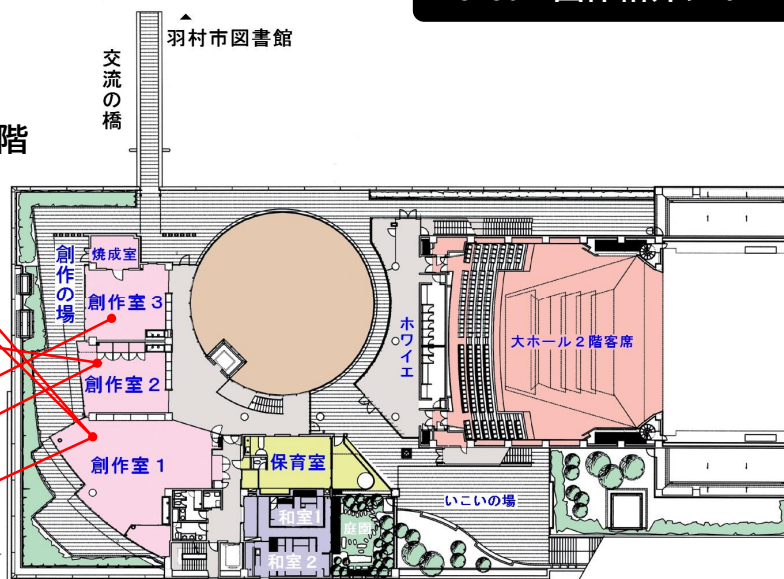 羽村市図書館
交流の橋
階
焼成室
創作の場
創作室３
創作室２
創作室１
ホワイエ
大ホール２階客席
保育室
いこいの場
和室1
庭園
和室２